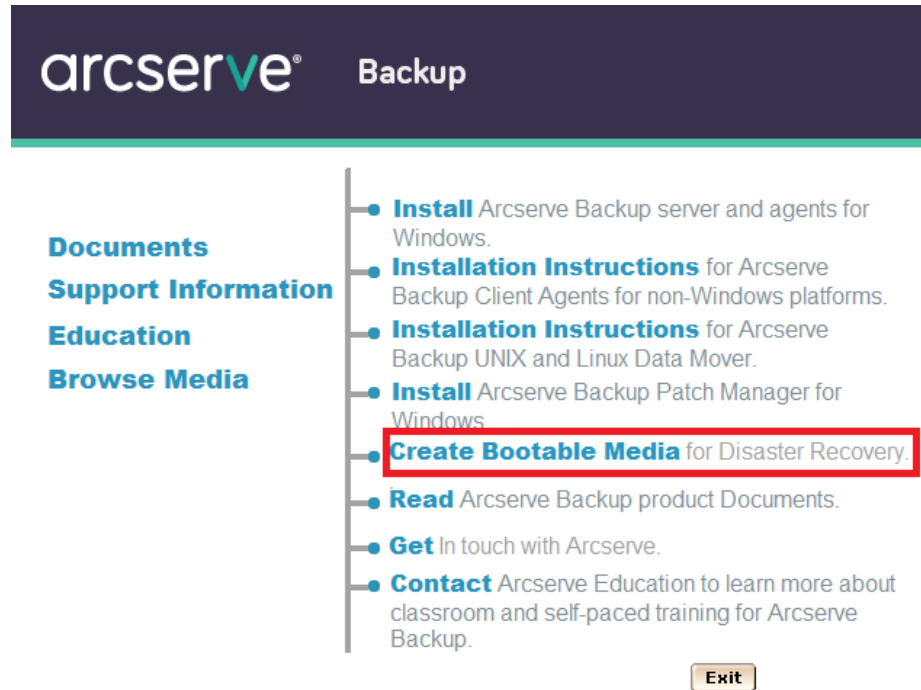 arcserve® Backup
Documents
Support Information
Education
Browse Media
Install Arcserve Backup server and agents for
Windows.
Installation Instructions for Arcserve
Backup Client Agents for non-Windows platforms.
Installation Instructions for Arcserve
Backup UNIX and Linux Data Mover.
Install Arcserve Backup Patch Manager for
Windows
Create Bootable Media for Disaster Recovery.
Read Arcserve Backup product Documents.
Get In touch with Arcserve.
Contact Arcserve Education to learn more about
classroom and self-paced training for Arcserve
Backup.
Exit